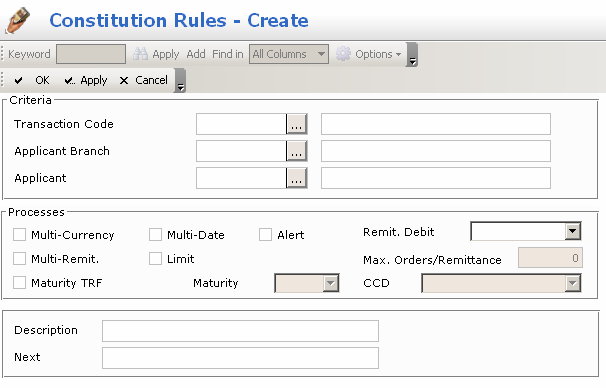 Constitution Rules - Create
Keyword Apply Add Find in All Columns Options
OK Apply Cancel
Criteria
Transaction Code ...
Applicant Branch ...
Applicant ...
Processes
Multi-Currency Multi-Date Alert Remit. Debit
Multi-Remit. Limit Max. Orders/Remittance 0
Maturity TRF Maturity CCD
Description
Next